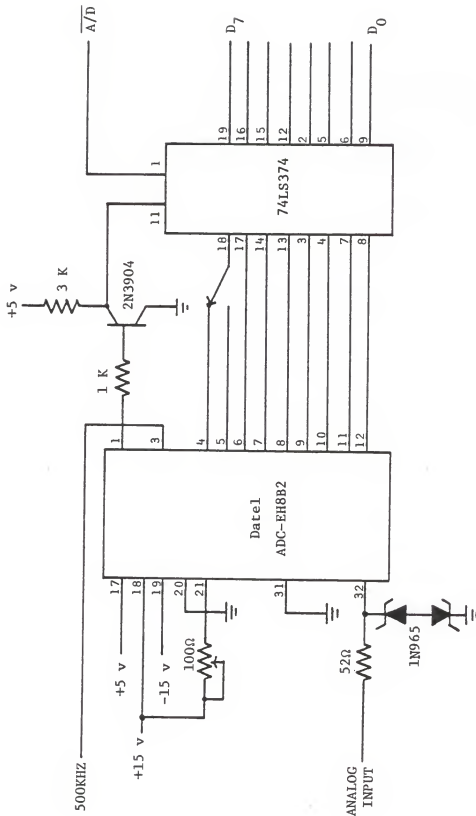 A/D
D7
D0
19
16
15
12
2
5
6
9
1
11
74LS374
18
17
14
13
3
4
7
8
+5 v
3 K
2N3904
1 K
1
3
4
5
6
7
8
9
10
11
12
Datel
ADC-EH8B2
17
18
19
20
21
31
32
+5 v
-15 v
+15 v
100Ω
500KHZ
52Ω
1N965
ANALOG
INPUT